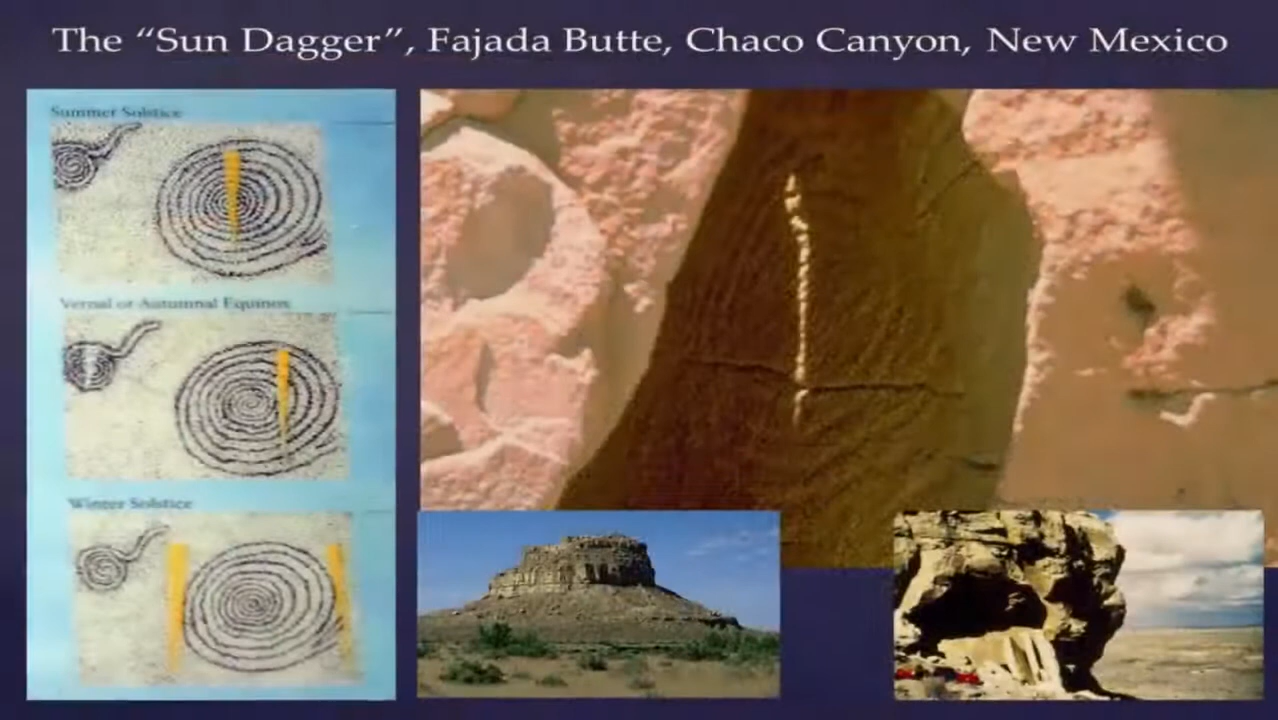 The “Sun Dagger”, Fajada Butte, Chaco Canyon, New Mexico
Summer Solstice
Vernal or Autumnal Equinox
Winter Solstice